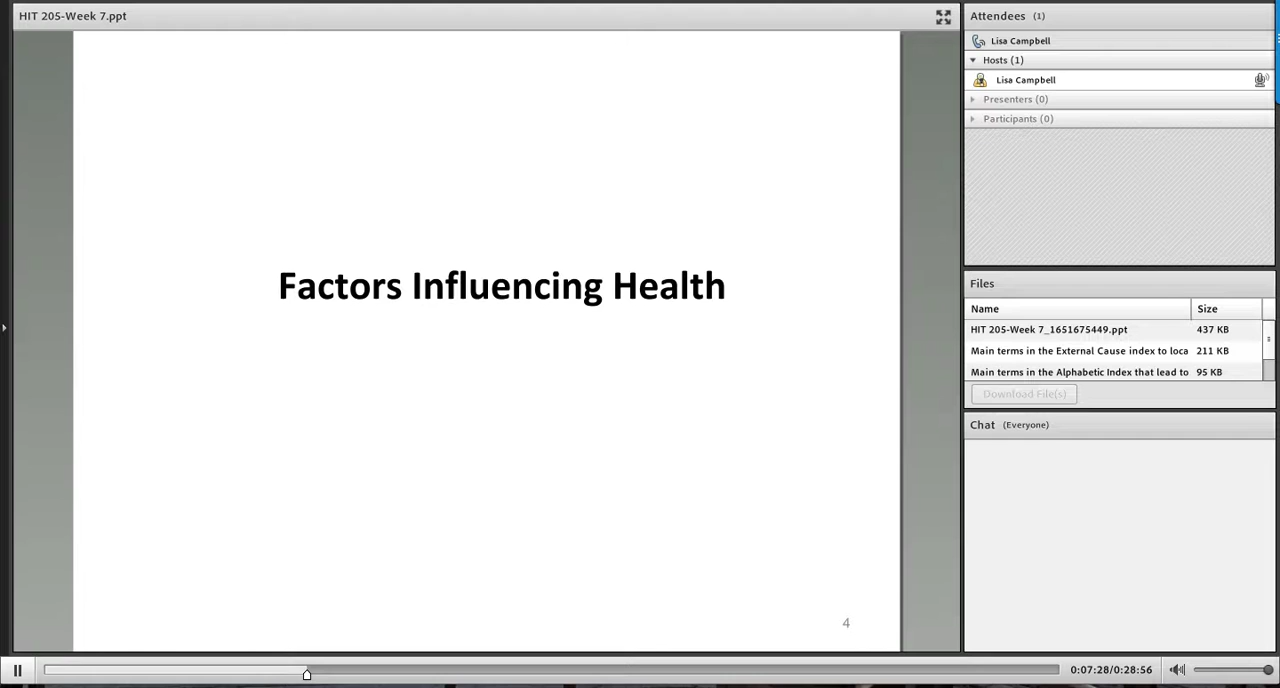 HIT 205-Week 7.ppt
Factors Influencing Health
4
Attendees (1)
Lisa Campbell
Hosts (1)
Lisa Campbell
Presenters (0)
Participants (0)
Files
Name Size
HIT 205-Week 7_1651675449.ppt 437 KB
Main terms in the External Cause index to loca 211 KB
Main terms in the Alphabetic Index that lead to 95 KB
Download File(s)
Chat (Everyone)
0:07:28/0:28:56